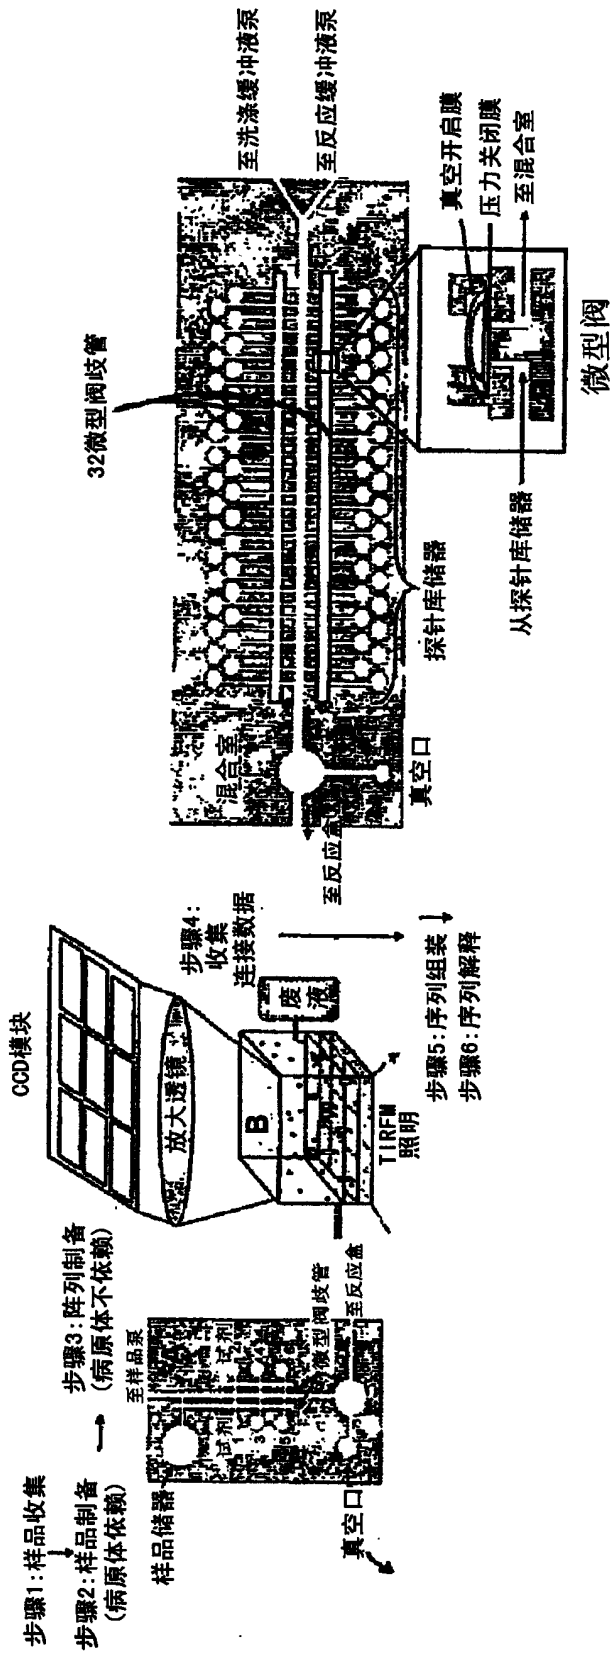 步骤1:样品收集
步骤2:样品制备
(病原体依赖)
步骤3:阵列制备
(病原体不依赖)
至样品泵
样品储器
试剂
试剂
1
3
5
微型阀歧管
至反应盒
真空口
CCD模块
放大透镜
B
废液
TIRFM
照明
步骤4:
收集
连接数据
步骤5:序列组装
步骤6:序列解释
32微型阀歧管
至洗涤缓冲液泵
至反应缓冲液泵
混合室
至反应盒
真空口
探针库储器
真空开启膜
压力关闭膜
至混合室
从探针库储器
微型阀